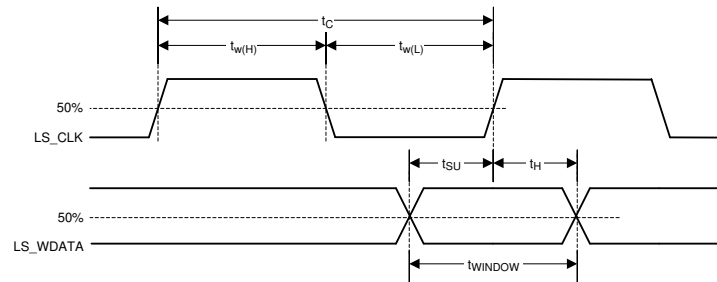 tC
tw(H) tw(L)
50%
LS_CLK
tSU tH
50%
LS_WDATA
tWINDOW